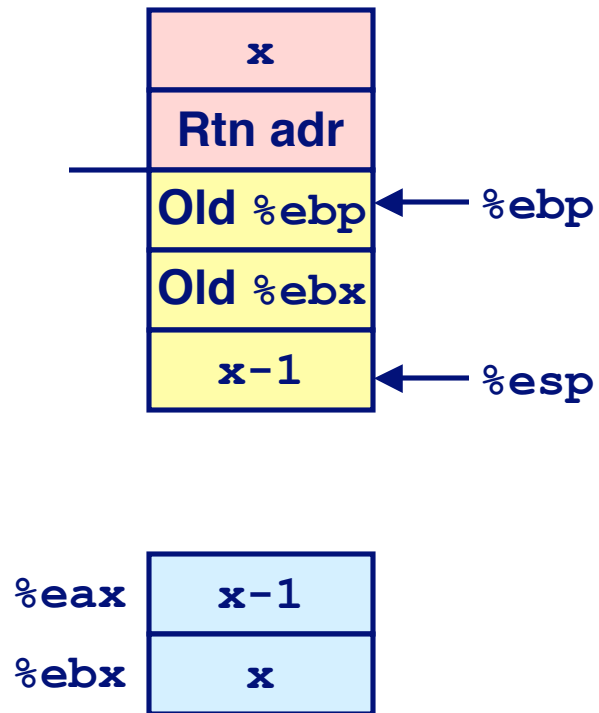 x
Rtn adr
Old %ebp %ebp
Old %ebx
x-1 %esp
%eax x-1
%ebx x